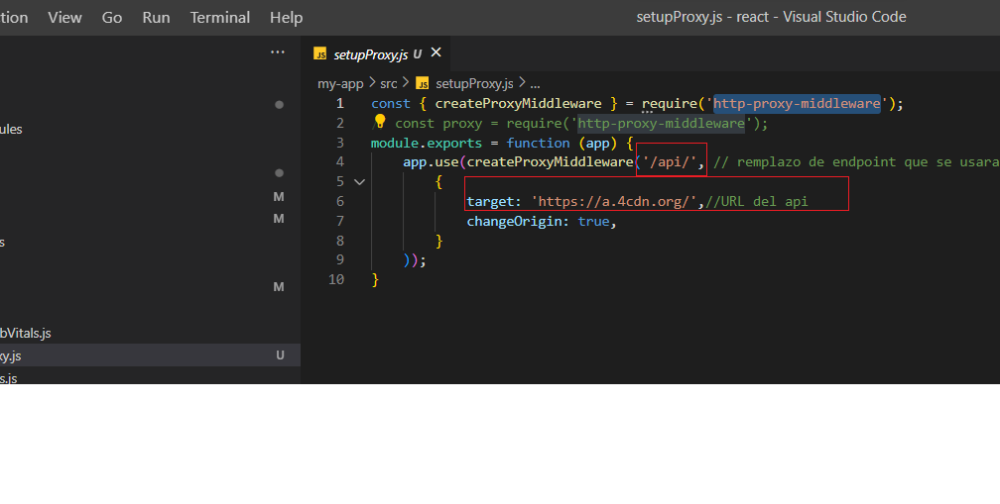 tion View Go Run Terminal Help setupProxy.js - react - Visual Studio Code
··· JS setupProxy.js U ×
my-app > src > JS setupProxy.js > ...
1 const { createProxyMiddleware } = require('http-proxy-middleware');
ules 2 // const proxy = require('http-proxy-middleware');
3 module.exports = function (app) {
4 app.use(createProxyMiddleware('/api/', // remplazo de endpoint que se usara
M 5 {
M 6 target: 'https://a.4cdn.org/',//URL del api
7 changeOrigin: true,
s 8 }
9 ));
M 10 }
bVitals.js
xy.js U
s.js